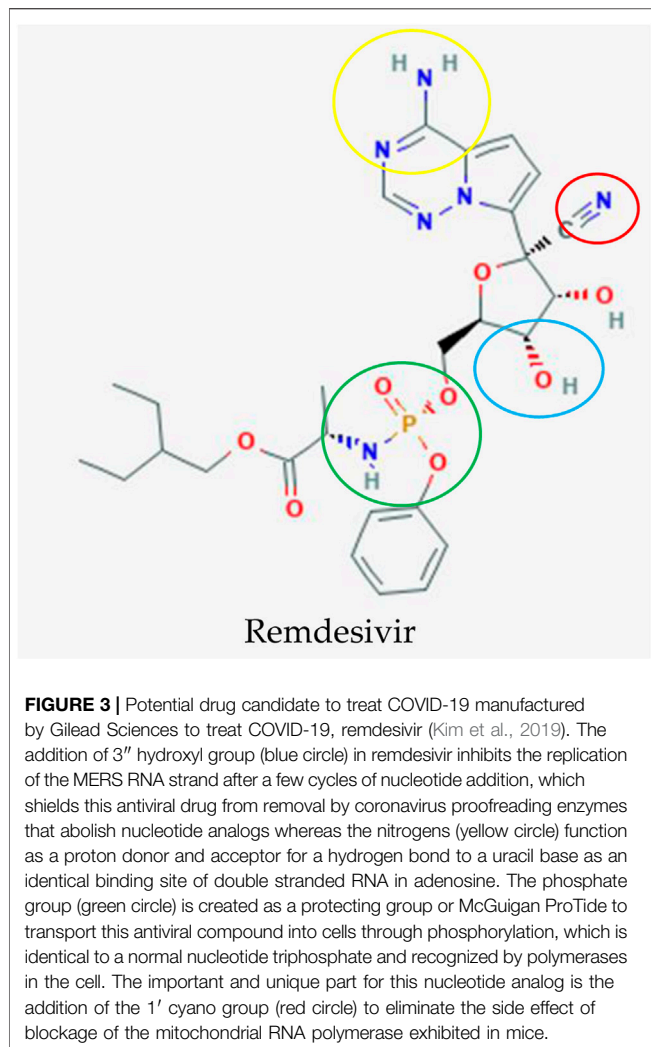 H H
N
N
N
N
C N
O
O
H
O H
O
O
P
O
N
H
O
O
Remdesivir
FIGURE 3 | Potential drug candidate to treat COVID-19 manufactured
by Gilead Sciences to treat COVID-19, remdesivir (Kim et al., 2019). The
addition of 3″ hydroxyl group (blue circle) in remdesivir inhibits the replication
of the MERS RNA strand after a few cycles of nucleotide addition, which
shields this antiviral drug from removal by coronavirus proofreading enzymes
that abolish nucleotide analogs whereas the nitrogens (yellow circle) function
as a proton donor and acceptor for a hydrogen bond to a uracil base as an
identical binding site of double stranded RNA in adenosine. The phosphate
group (green circle) is created as a protecting group or McGuigan ProTide to
transport this antiviral compound into cells through phosphorylation, which is
identical to a normal nucleotide triphosphate and recognized by polymerases
in the cell. The important and unique part for this nucleotide analog is the
addition of the 1′ cyano group (red circle) to eliminate the side effect of
blockage of the mitochondrial RNA polymerase exhibited in mice.